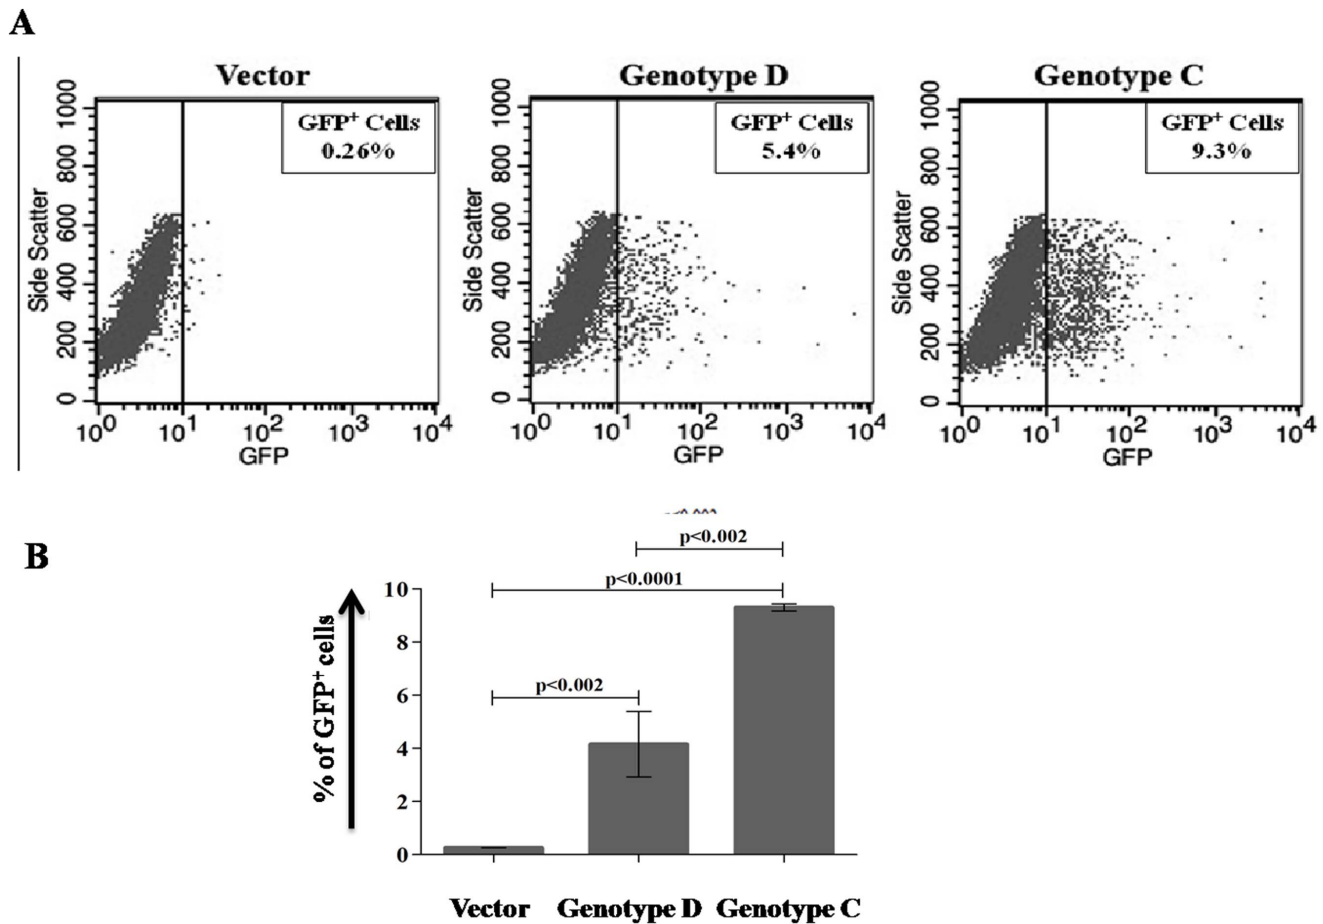 A
Vector
Genotype D
Genotype C
GFP+ Cells
0.26%
GFP+ Cells
5.4%
GFP+ Cells
9.3%
Side Scatter
0 200 400 600 800 1000
10^0 10^1 10^2 10^3 10^4
GFP
Side Scatter
0 200 400 600 800 1000
10^0 10^1 10^2 10^3 10^4
GFP
Side Scatter
0 200 400 600 800 1000
10^0 10^1 10^2 10^3 10^4
GFP
B
p<0.002
p<0.0001
p<0.002
% of GFP+ cells
10
8
6
4
2
0
Vector Genotype D Genotype C